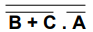 B + C . A